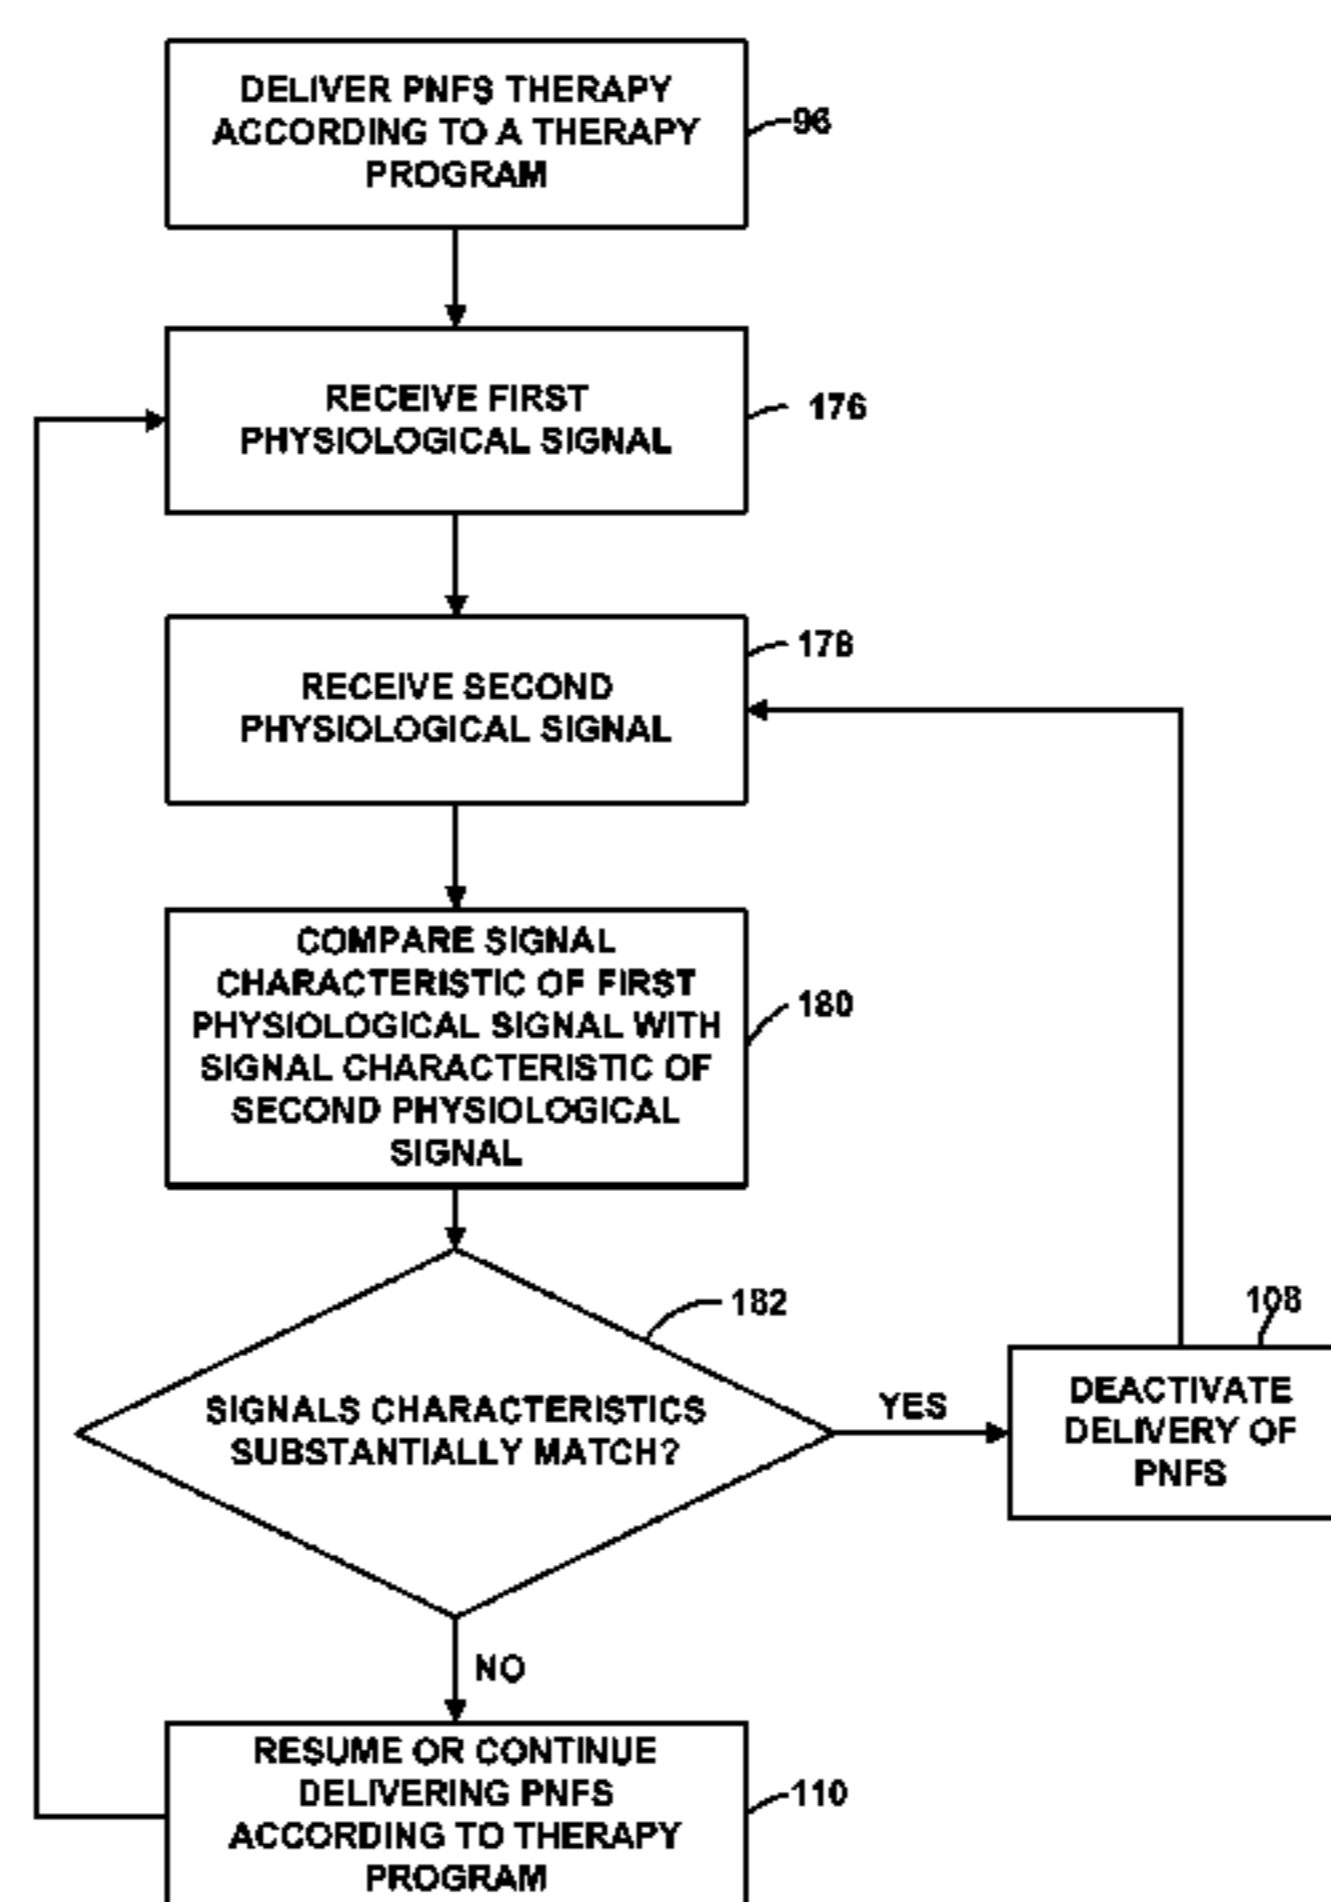 DELIVER PNFS THERAPY
ACCORDING TO A THERAPY
PROGRAM
96
RECEIVE FIRST
PHYSIOLOGICAL SIGNAL
176
RECEIVE SECOND
PHYSIOLOGICAL SIGNAL
178
COMPARE SIGNAL
CHARACTERISTIC OF FIRST
PHYSIOLOGICAL SIGNAL WITH
SIGNAL CHARACTERISTIC OF
SECOND PHYSIOLOGICAL
SIGNAL
180
182
SIGNALS CHARACTERISTICS
SUBSTANTIALLY MATCH?
YES
108
DEACTIVATE
DELIVERY OF
PNFS
NO
RESUME OR CONTINUE
DELIVERING PNFS
ACCORDING TO THERAPY
PROGRAM
110